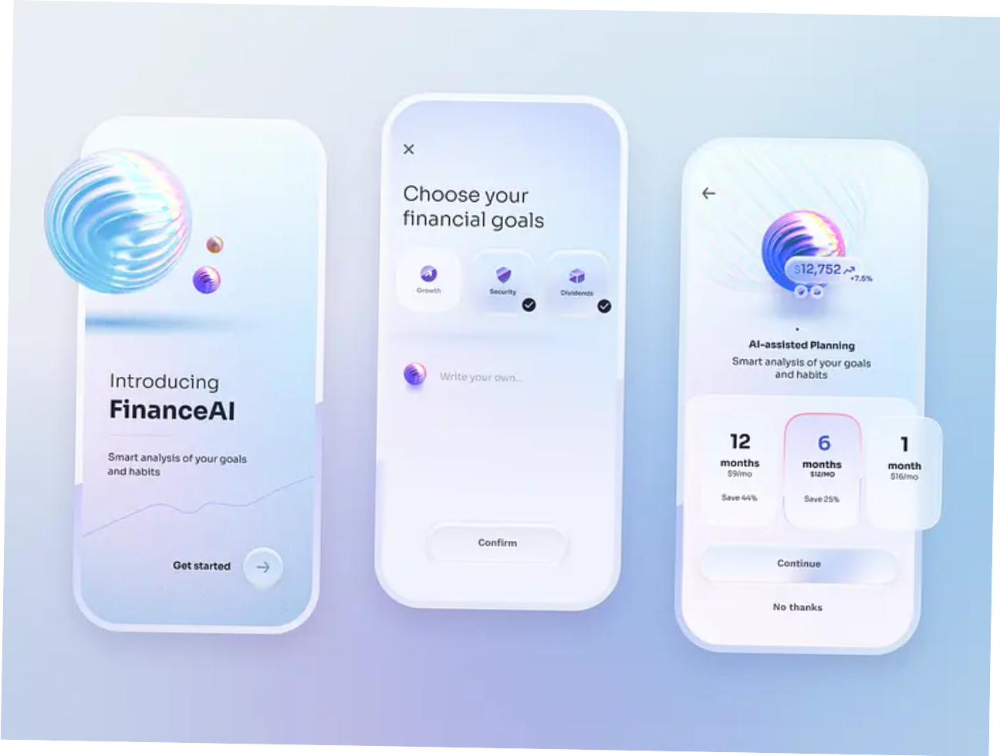 Introducing
FinanceAI
Smart analysis of your goals
and habits
Get started
Choose your
financial goals
Growth
Security
Dividends
Write your own...
Confirm
$12,752
+7.5%
AI-assisted Planning
Smart analysis of your goals
and habits
12
months
$9/mo
Save 44%
6
months
$12/MO
Save 25%
1
month
$16/mo
Continue
No thanks